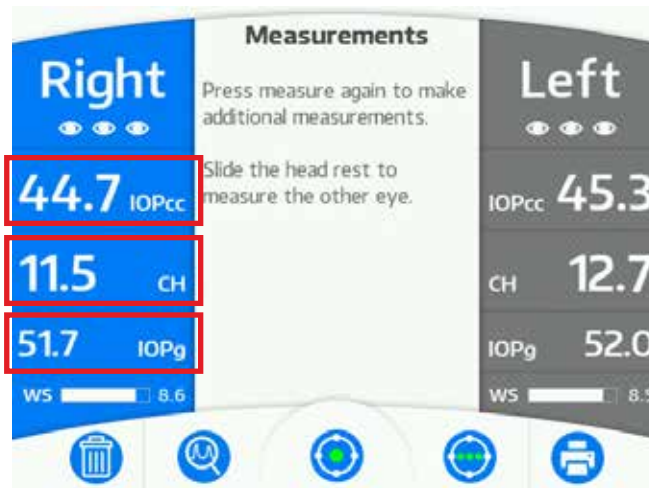 Measurements
Right
Press measure again to make
additional measurements.
Slide the head rest to
measure the other eye.
44.7 IOPcc
11.5 CH
51.7 IOPg
WS 8.6
Left
IOPcc 45.3
CH 12.7
IOPg 52.0
WS 8.5